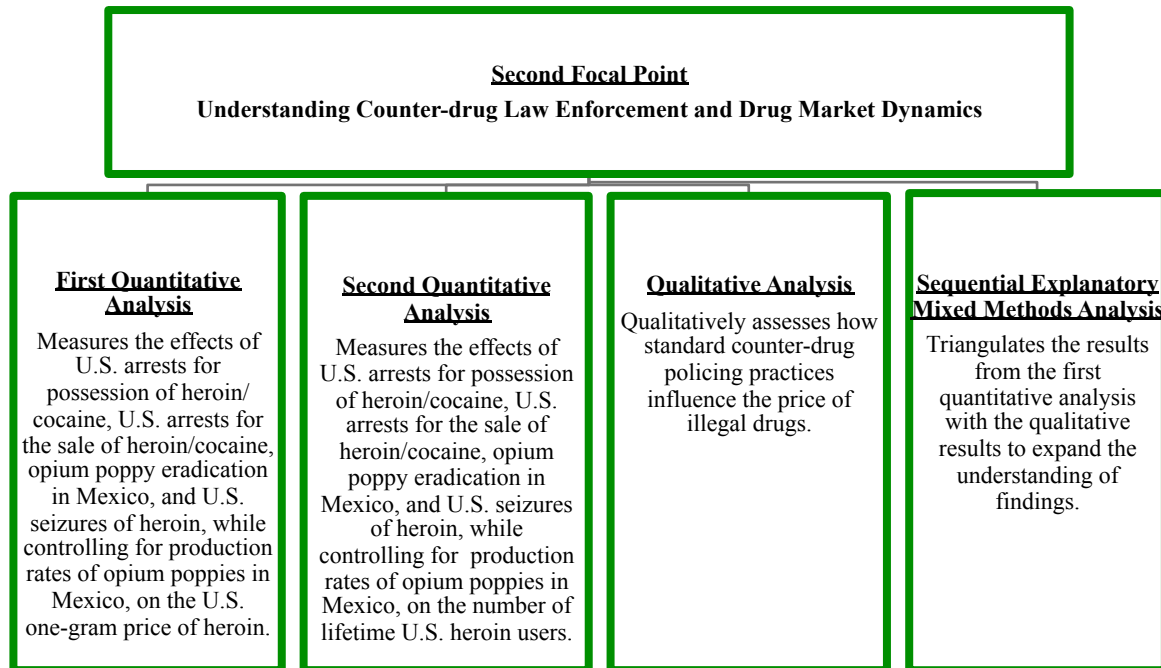 Second Focal Point
Understanding Counter-drug Law Enforcement and Drug Market Dynamics
First Quantitative
Analysis
Measures the effects of
U.S. arrests for
possession of heroin/
cocaine, U.S. arrests for
the sale of heroin/cocaine,
opium poppy eradication
in Mexico, and U.S.
seizures of heroin, while
controlling for production
rates of opium poppies in
Mexico, on the U.S.
one-gram price of heroin.
Second Quantitative
Analysis
Measures the effects of
U.S. arrests for possession
of heroin/cocaine, U.S.
arrests for the sale of
heroin/cocaine, opium
poppy eradication in
Mexico, and U.S. seizures
of heroin, while
controlling for production
rates of opium poppies in
Mexico, on the number of
lifetime U.S. heroin users.
Qualitative Analysis
Qualitatively assesses how
standard counter-drug
policing practices
influence the price of
illegal drugs.
Sequential Explanatory
Mixed Methods Analysis
Triangulates the results
from the first
quantitative analysis
with the qualitative
results to expand the
understanding of
findings.